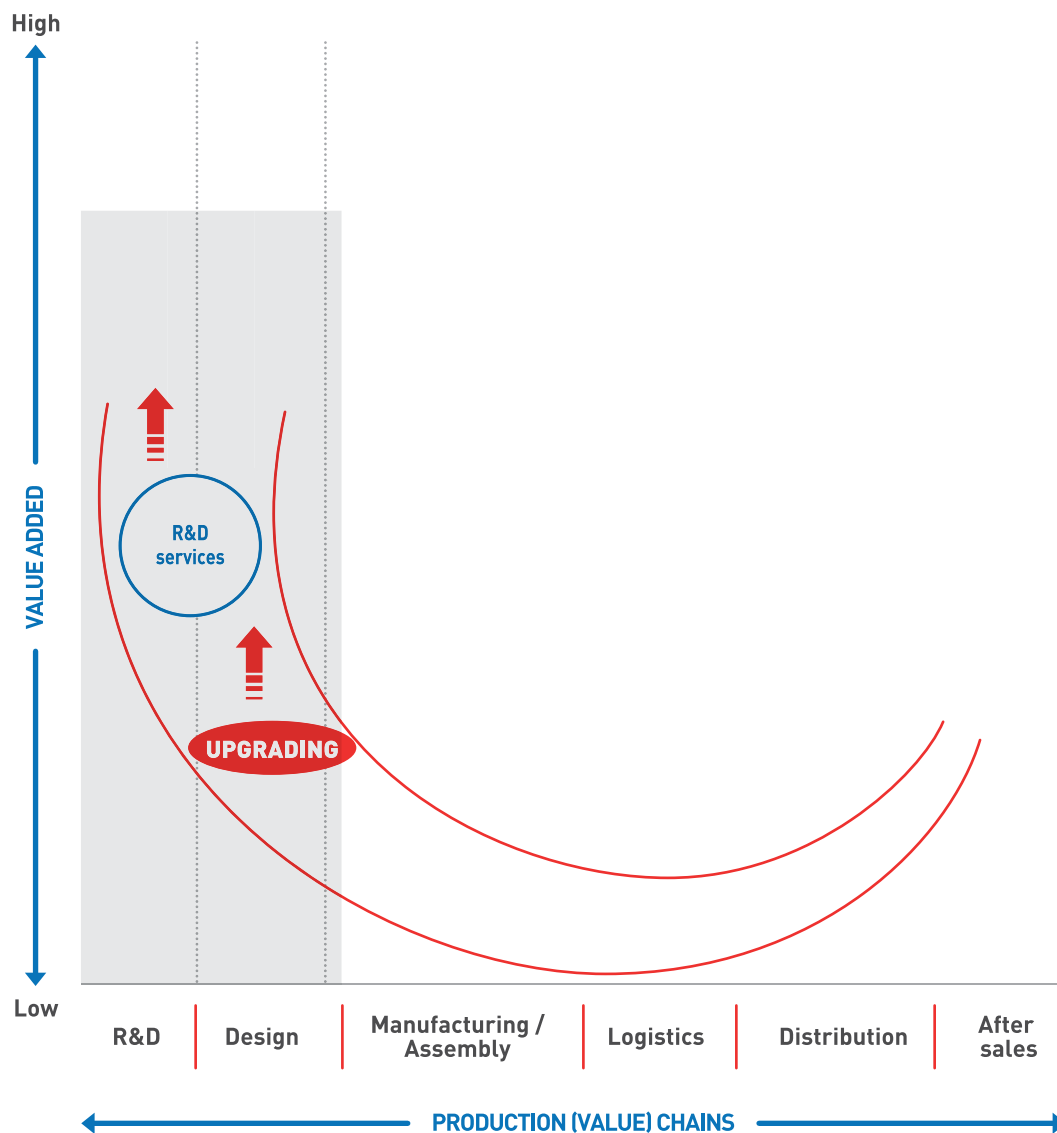 High
VALUE ADDED
R&D
services
UPGRADING
Low
R&D
Design
Manufacturing /
Assembly
Logistics
Distribution
After
sales
PRODUCTION (VALUE) CHAINS